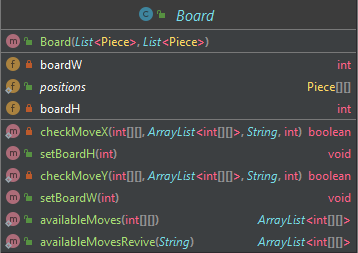 Board
Board(List<Piece>, List<Piece>)
boardW int
positions Piece[][]
boardH int
checkMoveX(int[][], ArrayList<int[][]>, String, int) boolean
setBoardH(int) void
checkMoveY(int[][], ArrayList<int[][]>, String, int) boolean
setBoardW(int) void
availableMoves(int[][]) ArrayList<int[][]>
availableMovesRevive(String) ArrayList<int[][]>